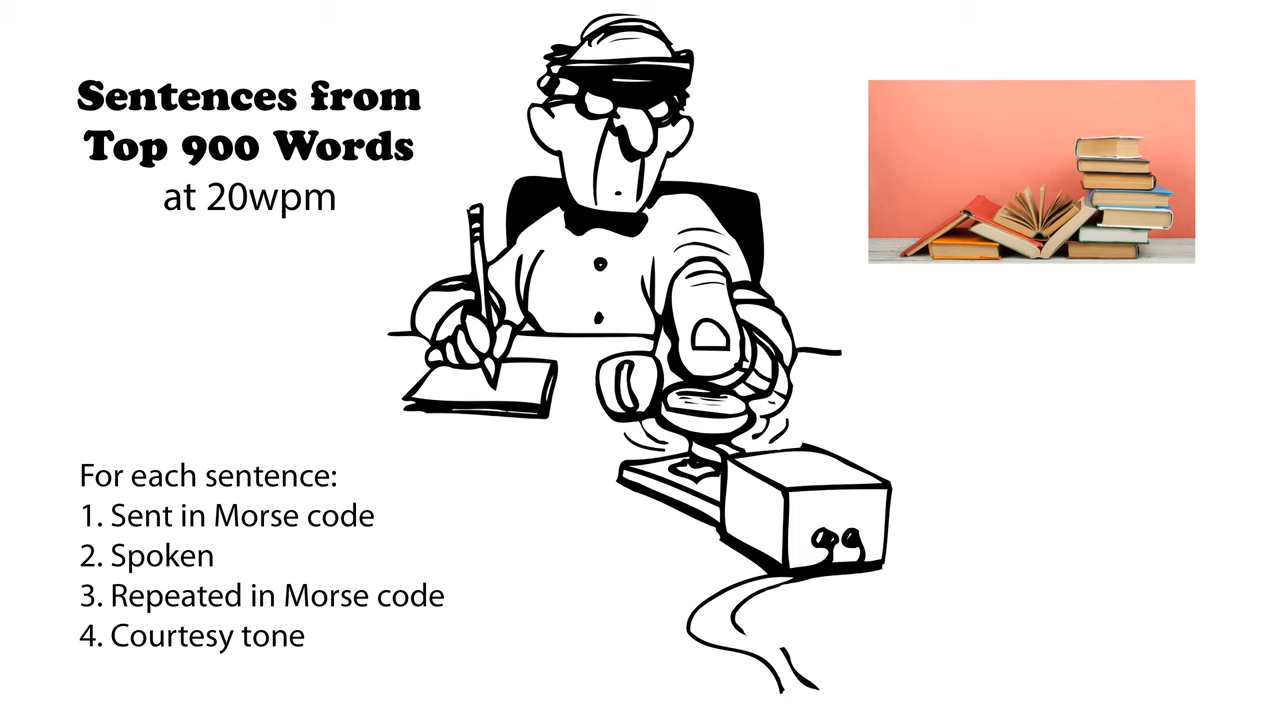 Sentences from
Top 900 Words
at 20wpm
For each sentence:
1. Sent in Morse code
2. Spoken
3. Repeated in Morse code
4. Courtesy tone